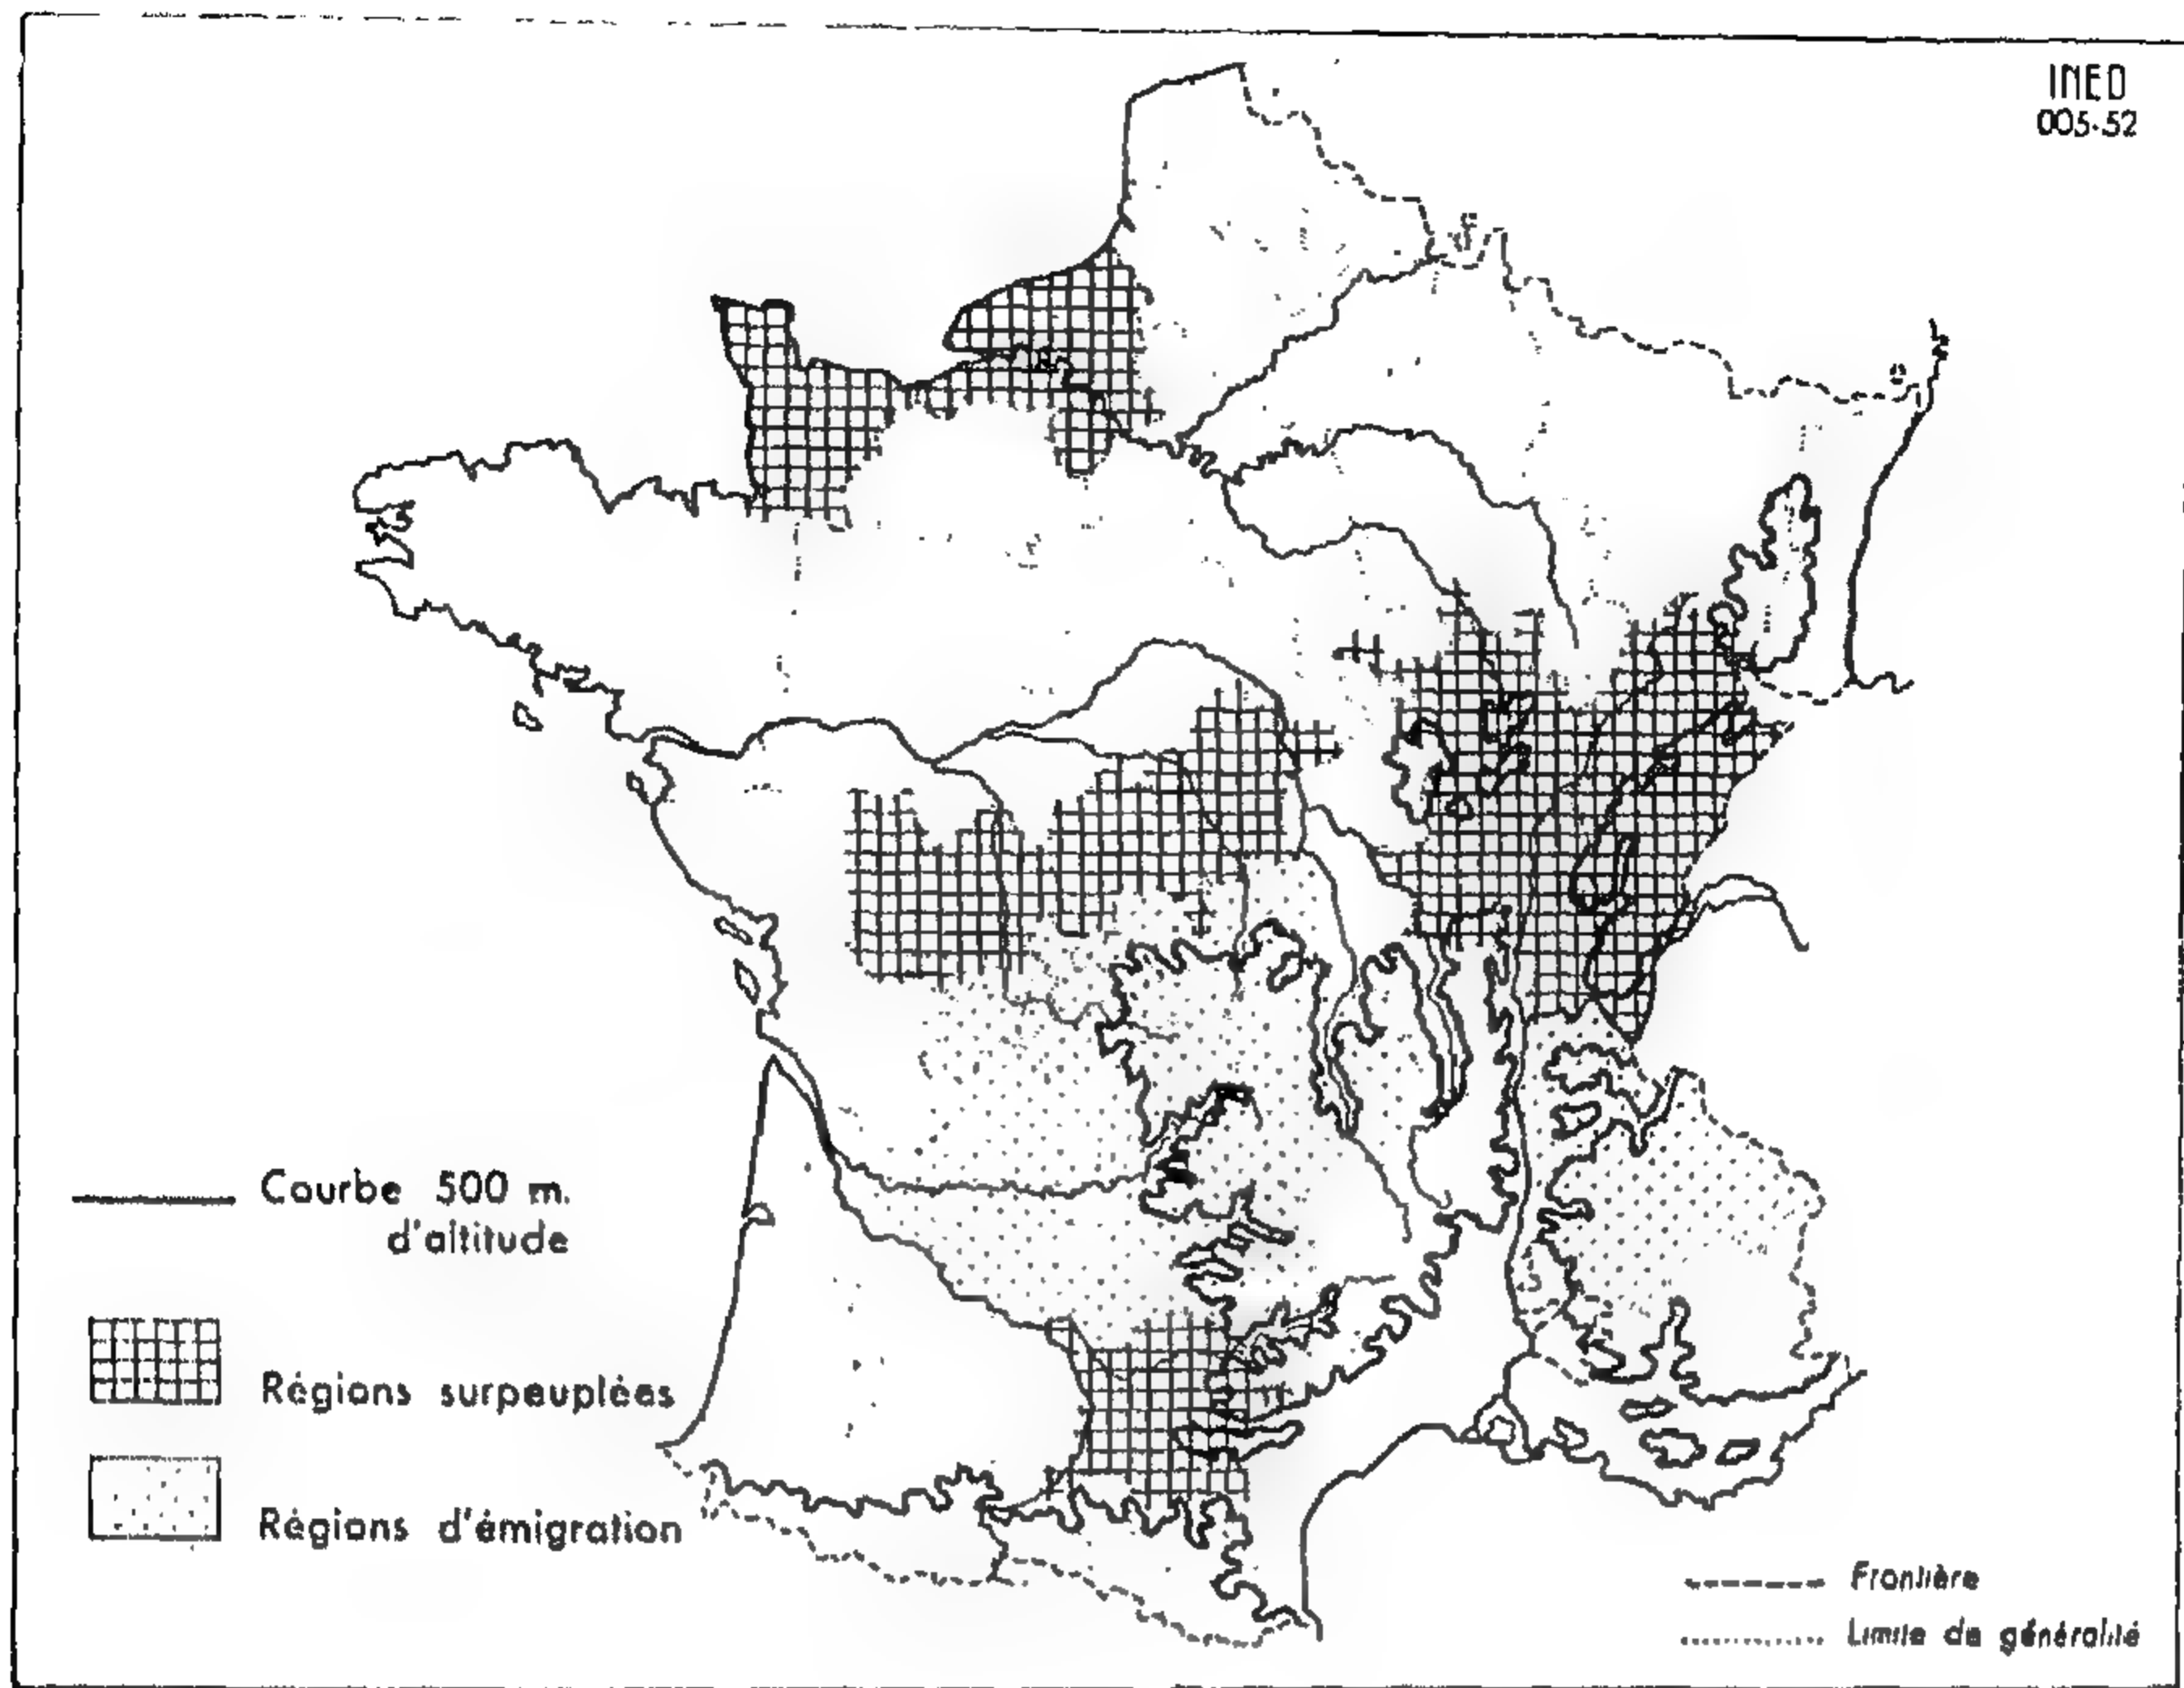 INED
005-52
Courbe 500 m.
d'altitude
Régions surpeuplées
Régions d'émigration
Frontière
Limite de généralité